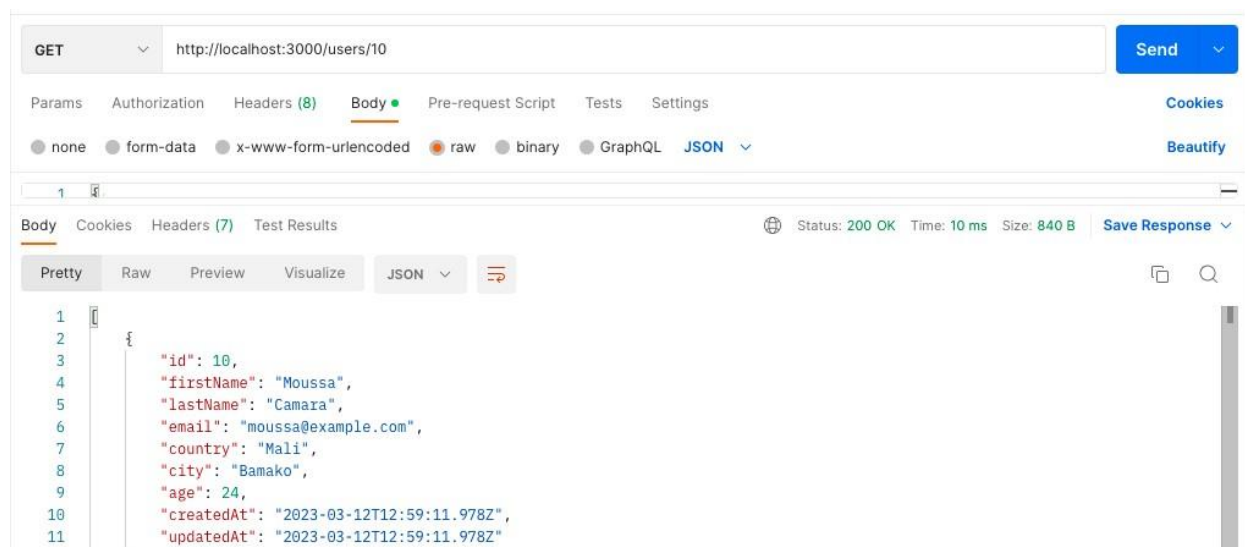 GET http://localhost:3000/users/10 Send
Params Authorization Headers (8) Body Pre-request Script Tests Settings Cookies
none form-data x-www-form-urlencoded raw binary GraphQL JSON Beautify
1 {
Body Cookies Headers (7) Test Results Status: 200 OK Time: 10 ms Size: 840 B Save Response
Pretty Raw Preview Visualize JSON
1 [
2 {
3 "id": 10,
4 "firstName": "Moussa",
5 "lastName": "Camara",
6 "email": "moussa@example.com",
7 "country": "Mali",
8 "city": "Bamako",
9 "age": 24,
10 "createdAt": "2023-03-12T12:59:11.978Z",
11 "updatedAt": "2023-03-12T12:59:11.978Z"